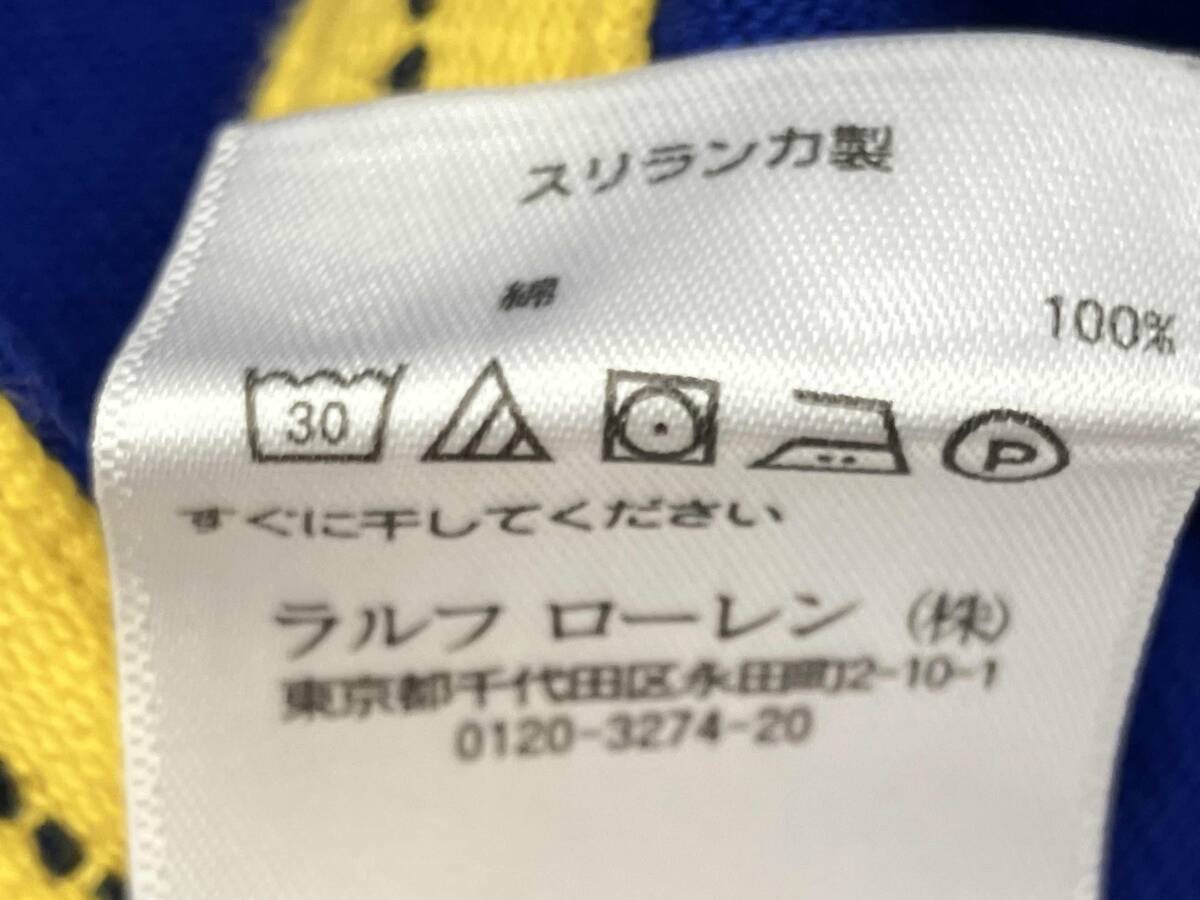 スリランカ製
綿 100%
30 P
すぐに干してください
ラルフ ローレン (株)
東京都千代田区永田町2-10-1
0120-3274-20